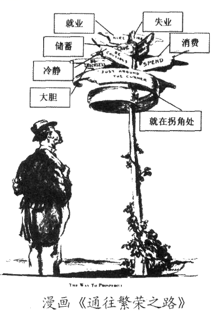 就业
失业
储蓄
消费
冷静
大胆
就在拐角处
SPEND
JUST AROUND
THE CORNER
THE WAY TO PROSPERITY
漫画《通往繁荣之路》